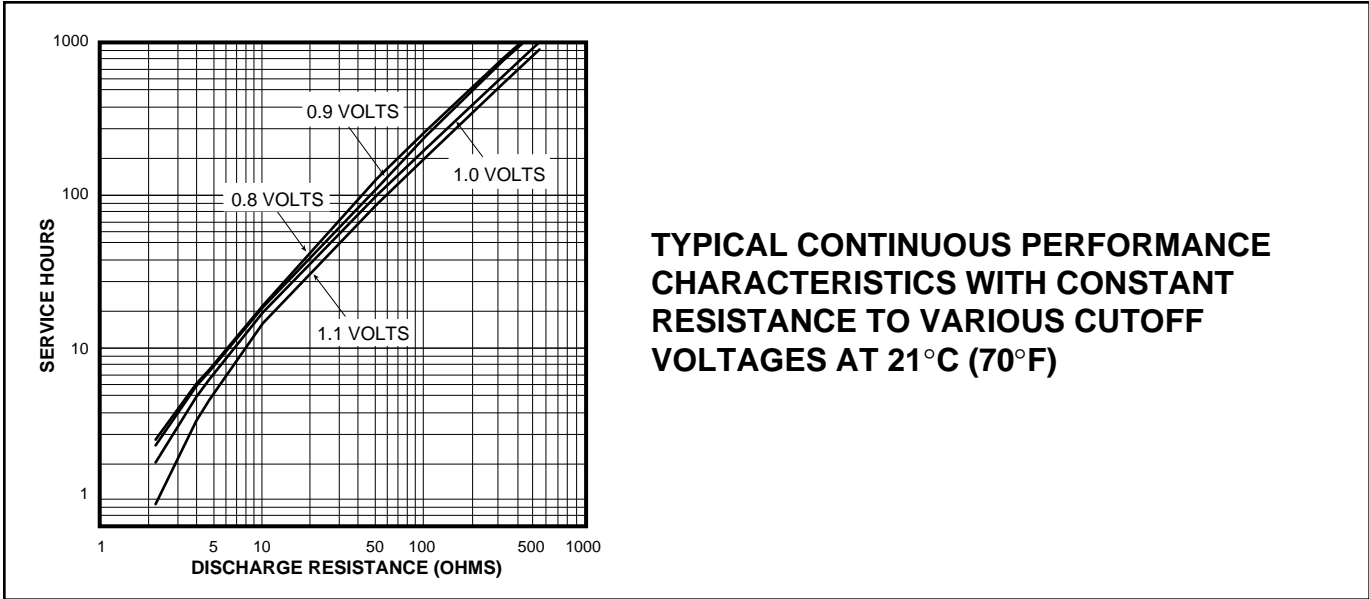 1000
100
10
1
SERVICE HOURS
0.9 VOLTS
1.0 VOLTS
0.8 VOLTS
1.1 VOLTS
1 5 10 50 100 500 1000
DISCHARGE RESISTANCE (OHMS)
TYPICAL CONTINUOUS PERFORMANCE
CHARACTERISTICS WITH CONSTANT
RESISTANCE TO VARIOUS CUTOFF
VOLTAGES AT 21°C (70°F)